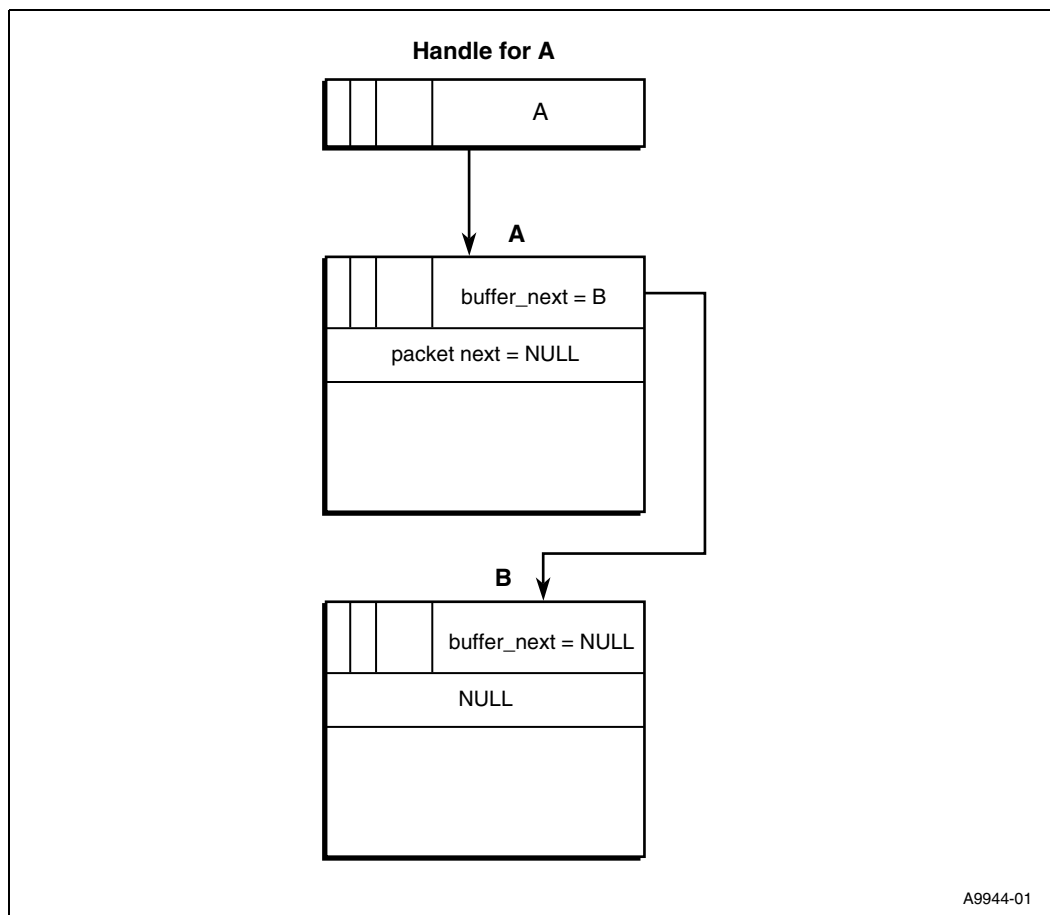 Handle for A
A
A
buffer_next = B
packet next = NULL
B
buffer_next = NULL
NULL
A9944-01